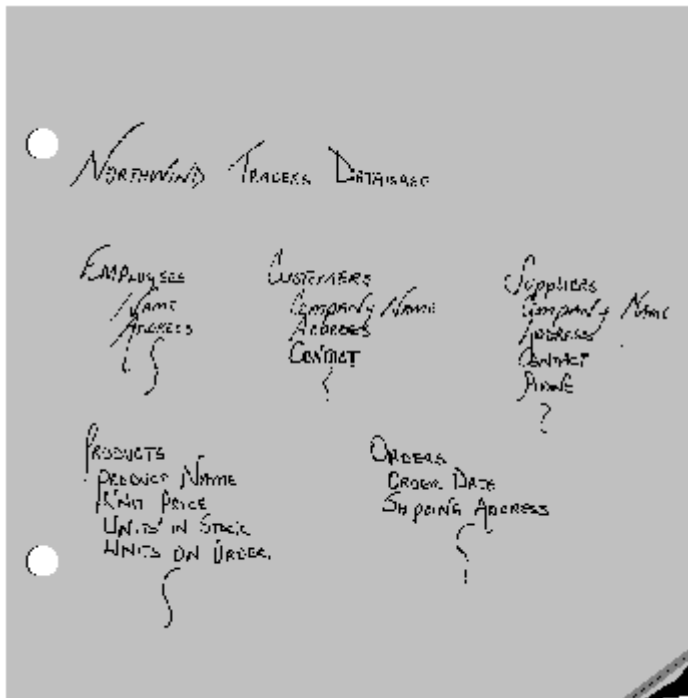 Northwind Traders Database
Employees
Name
Address
Customers
Company Name
Address
Contact
Suppliers
Company Name
Address
Contact
Phone
Products
Product Name
Unit Price
Units in Stock
Units on Order
Orders
Order Date
Shipping Address